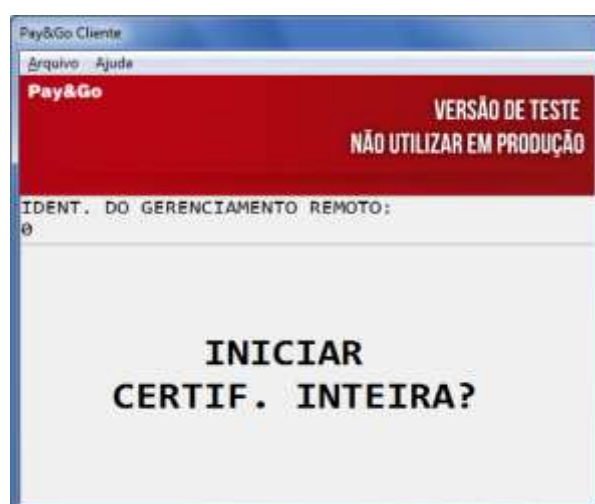 Pay&Go Cliente
Arquivo Ajuda
Pay&Go
VERSÃO DE TESTE
NÃO UTILIZAR EM PRODUÇÃO
IDENT. DO GERENCIAMENTO REMOTO:
0
INICIAR
CERTIF. INTEIRA?